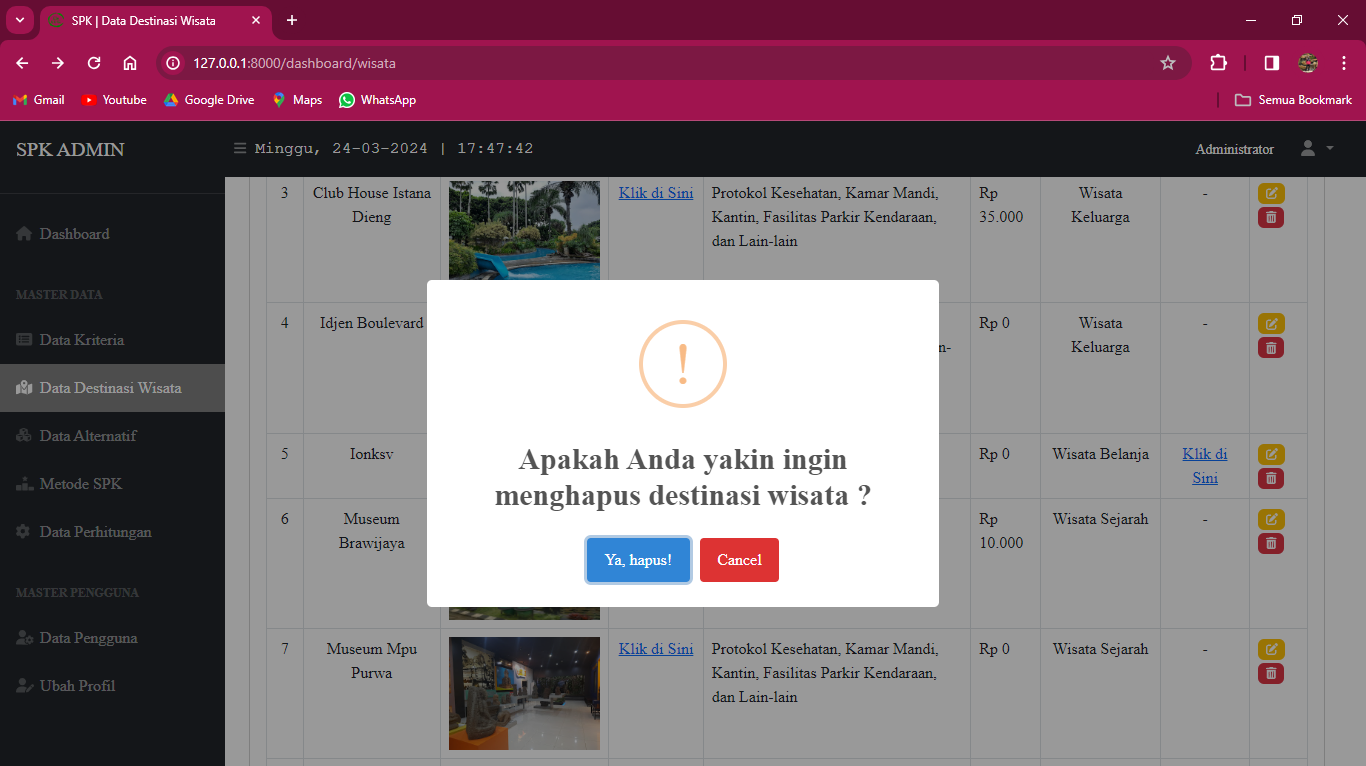 SPK | Data Destinasi Wisata
127.0.0.1:8000/dashboard/wisata
Gmail
Youtube
Google Drive
Maps
WhatsApp
Semua Bookmark
SPK ADMIN
Minggu, 24-03-2024 | 17:47:42
Administrator
Dashboard
MASTER DATA
Data Kriteria
Data Destinasi Wisata
Data Alternatif
Metode SPK
Data Perhitungan
MASTER PENGGUNA
Data Pengguna
Ubah Profil
3
Club House Istana
Dieng
Klik di Sini
Protokol Kesehatan, Kamar Mandi,
Kantin, Fasilitas Parkir Kendaraan,
dan Lain-lain
Rp
35.000
Wisata
Keluarga
-
4
Idjen Boulevard
n-
Rp 0
Wisata
Keluarga
-
5
Ionksv
Rp 0
Wisata Belanja
Klik di
Sini
6
Museum
Brawijaya
Rp
10.000
Wisata Sejarah
-
7
Museum Mpu
Purwa
Klik di Sini
Protokol Kesehatan, Kamar Mandi,
Kantin, Fasilitas Parkir Kendaraan,
dan Lain-lain
Rp 0
Wisata Sejarah
-
!
Apakah Anda yakin ingin
menghapus destinasi wisata ?
Ya, hapus!
Cancel